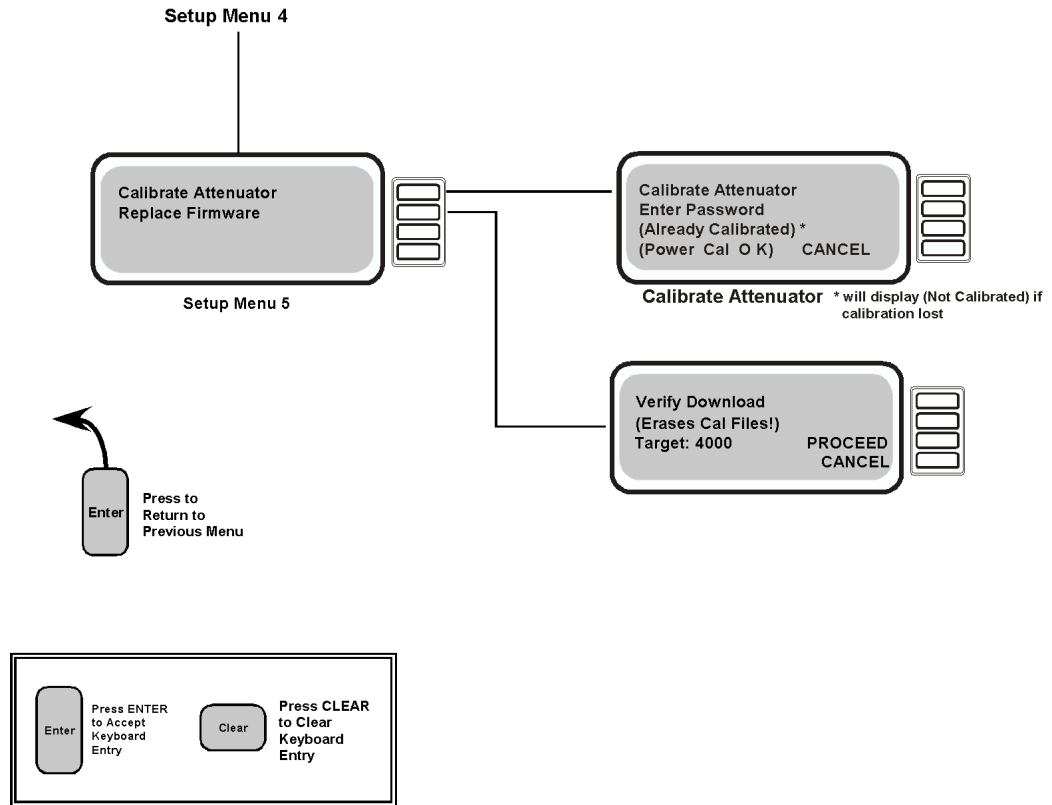 Setup Menu 4
Calibrate Attenuator
Replace Firmware
Setup Menu 5
Calibrate Attenuator
Enter Password
(Already Calibrated) *
(Power Cal O K) CANCEL
Calibrate Attenuator * will display (Not Calibrated) if
calibration lost
Verify Download
(Erases Cal Files!)
Target: 4000 PROCEED
CANCEL
Enter
Press to
Return to
Previous Menu
Enter
Press ENTER
to Accept
Keyboard
Entry
Clear
Press CLEAR
to Clear
Keyboard
Entry